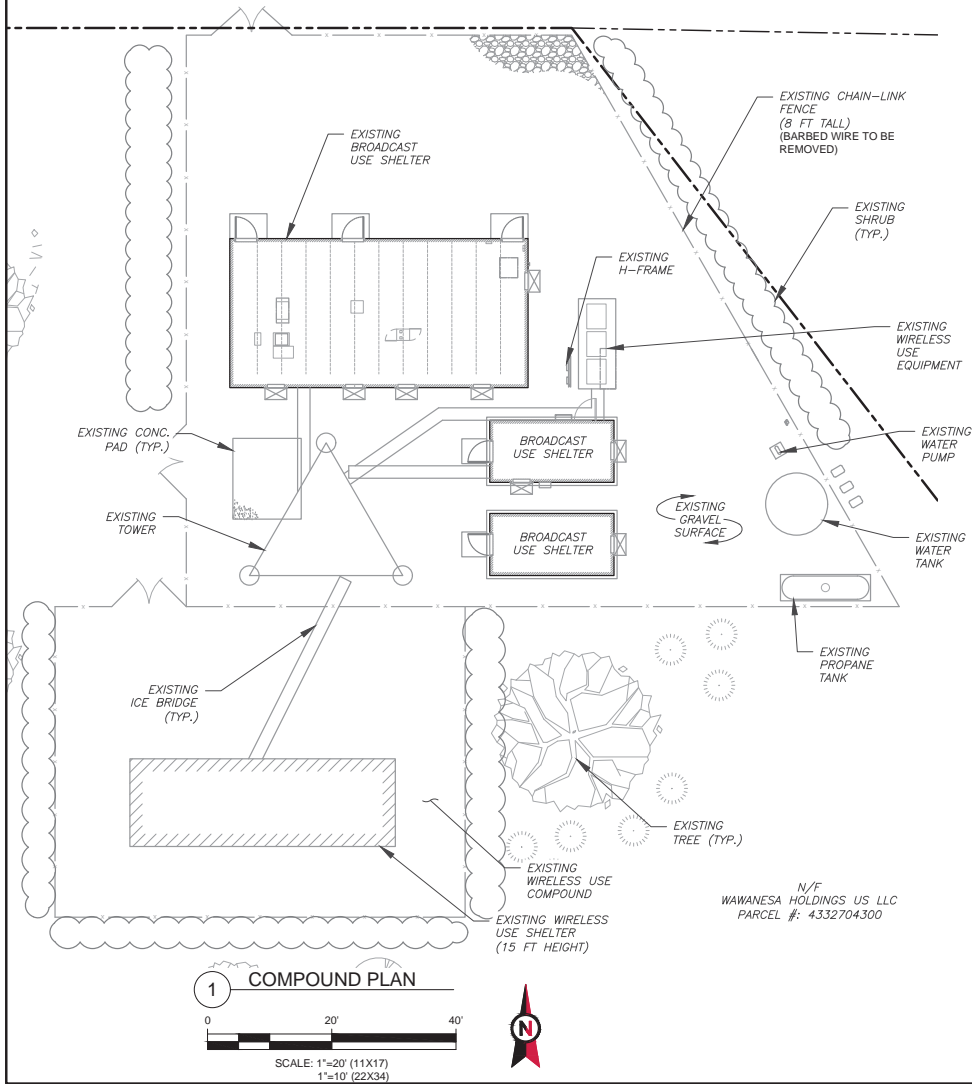 EXISTING CHAIN-LINK
FENCE
(8 FT TALL)
(BARBED WIRE TO BE
REMOVED)
EXISTING
BROADCAST
USE SHELTER
EXISTING
SHRUB
(TYP.)
EXISTING
H-FRAME
EXISTING
WIRELESS
USE
EQUIPMENT
EXISTING CONC.
PAD (TYP.)
BROADCAST
USE SHELTER
EXISTING
WATER
PUMP
EXISTING
TOWER
EXISTING
GRAVEL
SURFACE
BROADCAST
USE SHELTER
EXISTING
WATER
TANK
EXISTING
PROPANE
TANK
EXISTING
ICE BRIDGE
(TYP.)
EXISTING
TREE (TYP.)
EXISTING
WIRELESS USE
COMPOUND
N/F
WAWANESA HOLDINGS US LLC
PARCEL #: 4332704300
EXISTING WIRELESS
USE SHELTER
(15 FT HEIGHT)
1 COMPOUND PLAN
0 20' 40'
N
SCALE: 1"=20' (11X17)
1"=10' (22X34)